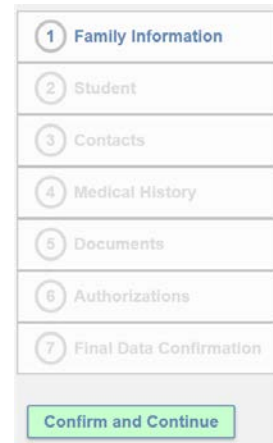 1 Family Information
2 Student
3 Contacts
4 Medical History
5 Documents
6 Authorizations
7 Final Data Confirmation
Confirm and Continue